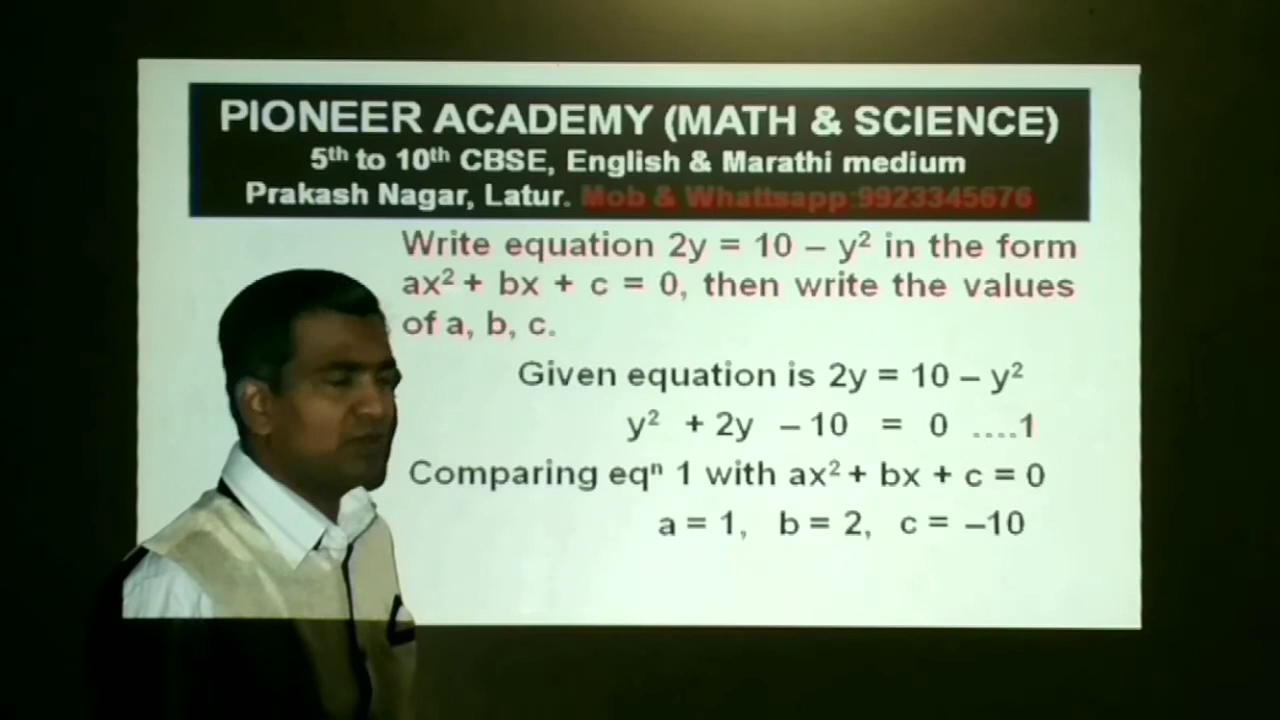 PIONEER ACADEMY (MATH & SCIENCE)
5th to 10th CBSE, English & Marathi medium
Prakash Nagar, Latur. Mob & Whattsapp:9923345676
Write equation 2y = 10 – y² in the form
ax² + bx + c = 0, then write the values
of a, b, c.
Given equation is 2y = 10 – y²
y² + 2y – 10 = 0 ....1
Comparing eqⁿ 1 with ax² + bx + c = 0
a = 1, b = 2, c = –10